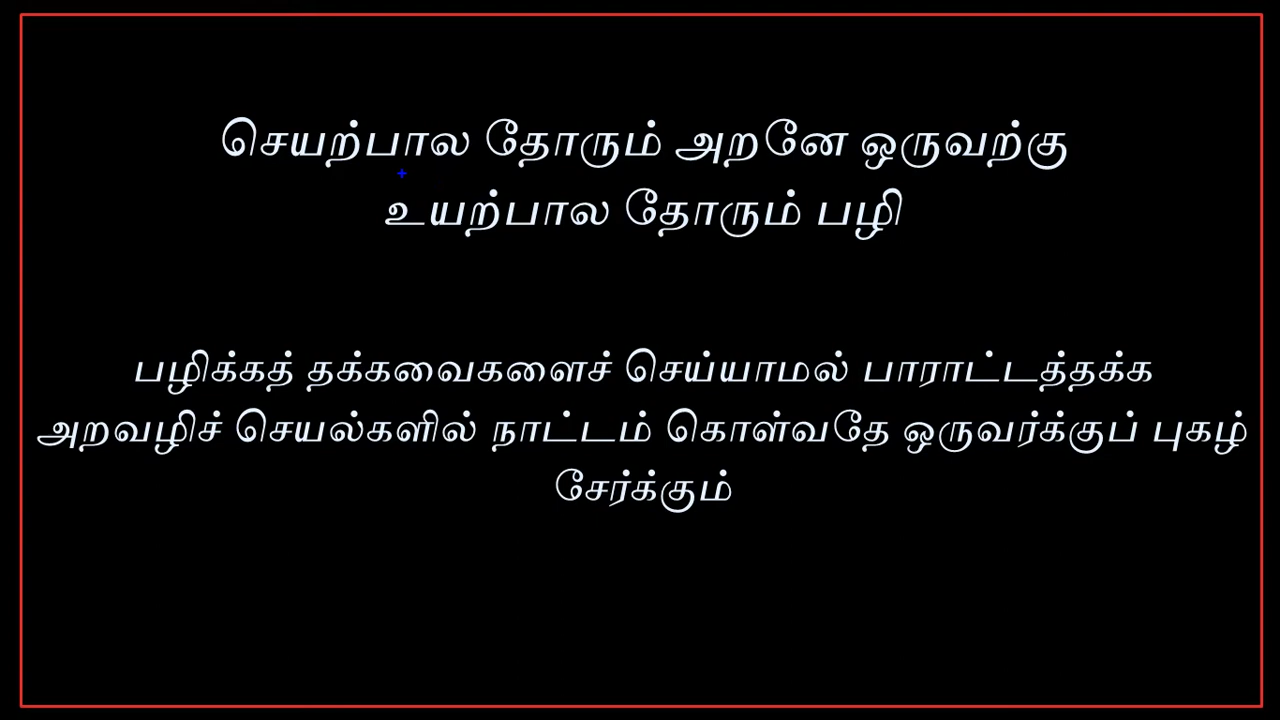 செயற்பால தோரும் அறனே ஒருவற்கு
உயற்பால தோரும் பழி
பழிக்கத் தக்கவைகளைச் செய்யாமல் பாராட்டத்தக்க
அறவழிச் செயல்களில் நாட்டம் கொள்வதே ஒருவர்க்குப் புகழ்
சேர்க்கும்